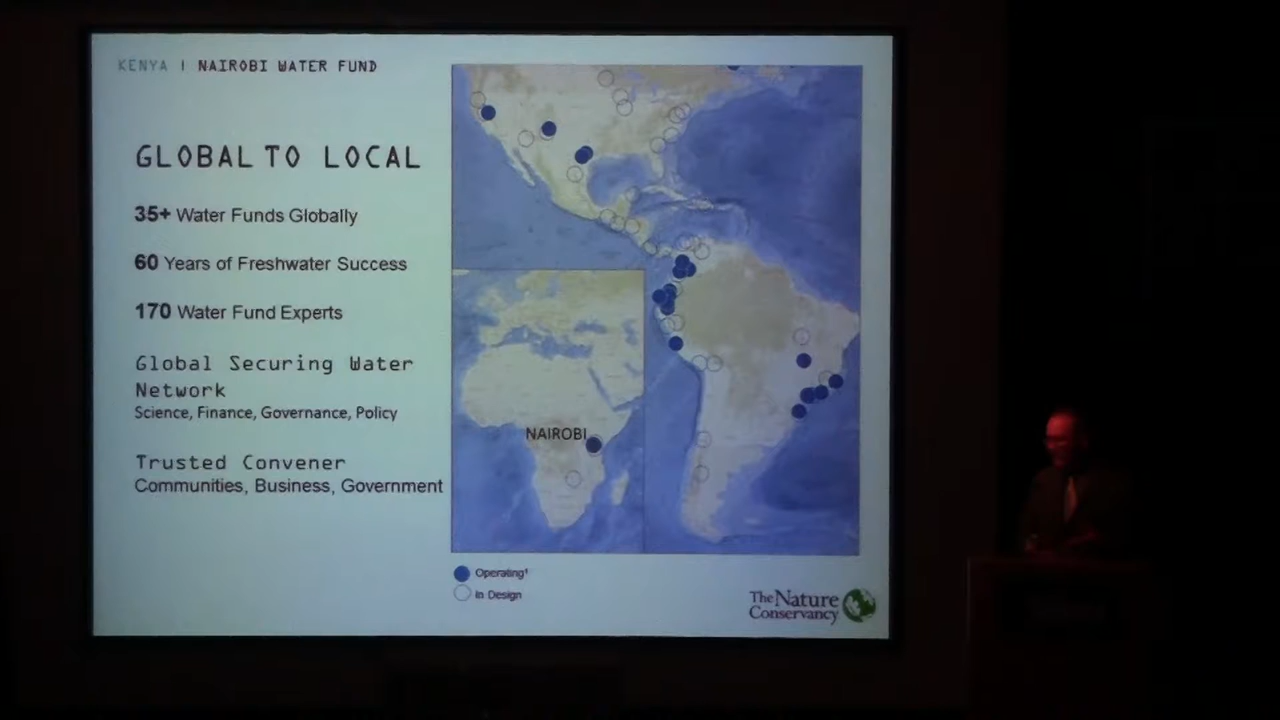 KENYA | NAIROBI WATER FUND
GLOBAL TO LOCAL
35+ Water Funds Globally
60 Years of Freshwater Success
170 Water Fund Experts
Global Securing Water
Network
Science, Finance, Governance, Policy
Trusted Convener
Communities, Business, Government
NAIROBI
Operating¹
In Design
The Nature
Conservancy